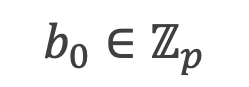 b₀ ∈ ℤₚ